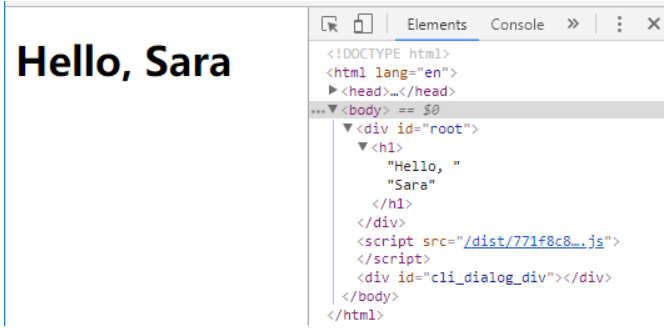 Hello, Sara
Elements Console »
<!DOCTYPE html>
<html lang="en">
<head>…</head>
…<body> == $0
<div id="root">
<h1>
"Hello, "
"Sara"
</h1>
</div>
<script src="/dist/771f8c8….js">
</script>
<div id="cli_dialog_div"></div>
</body>
</html>